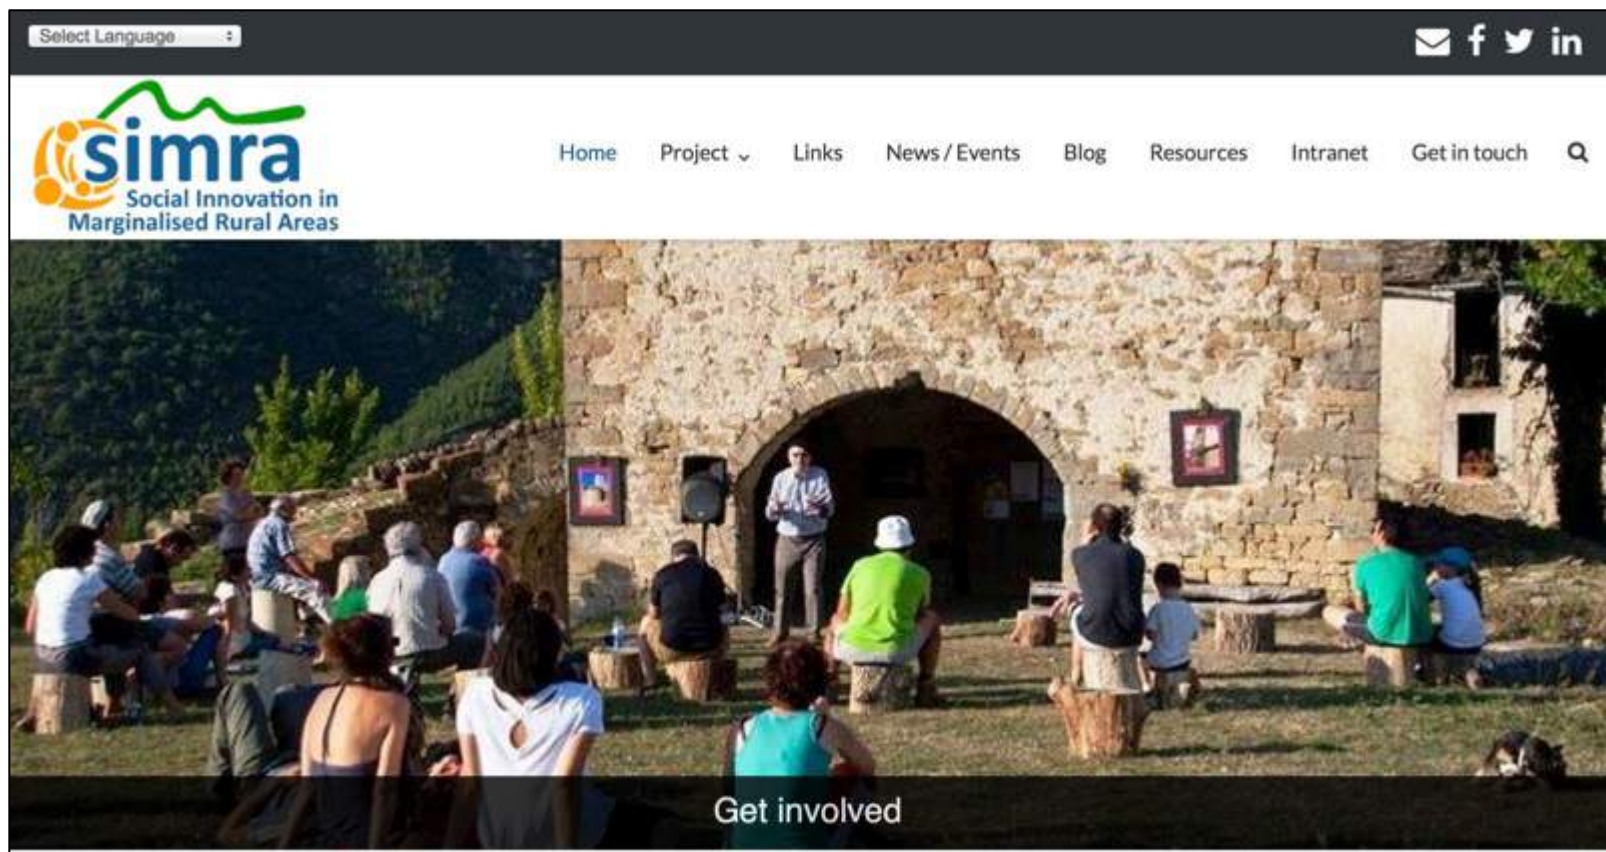 Select Language
simra
Social Innovation in
Marginalised Rural Areas
Home Project Links News / Events Blog Resources Intranet Get in touch
Get involved